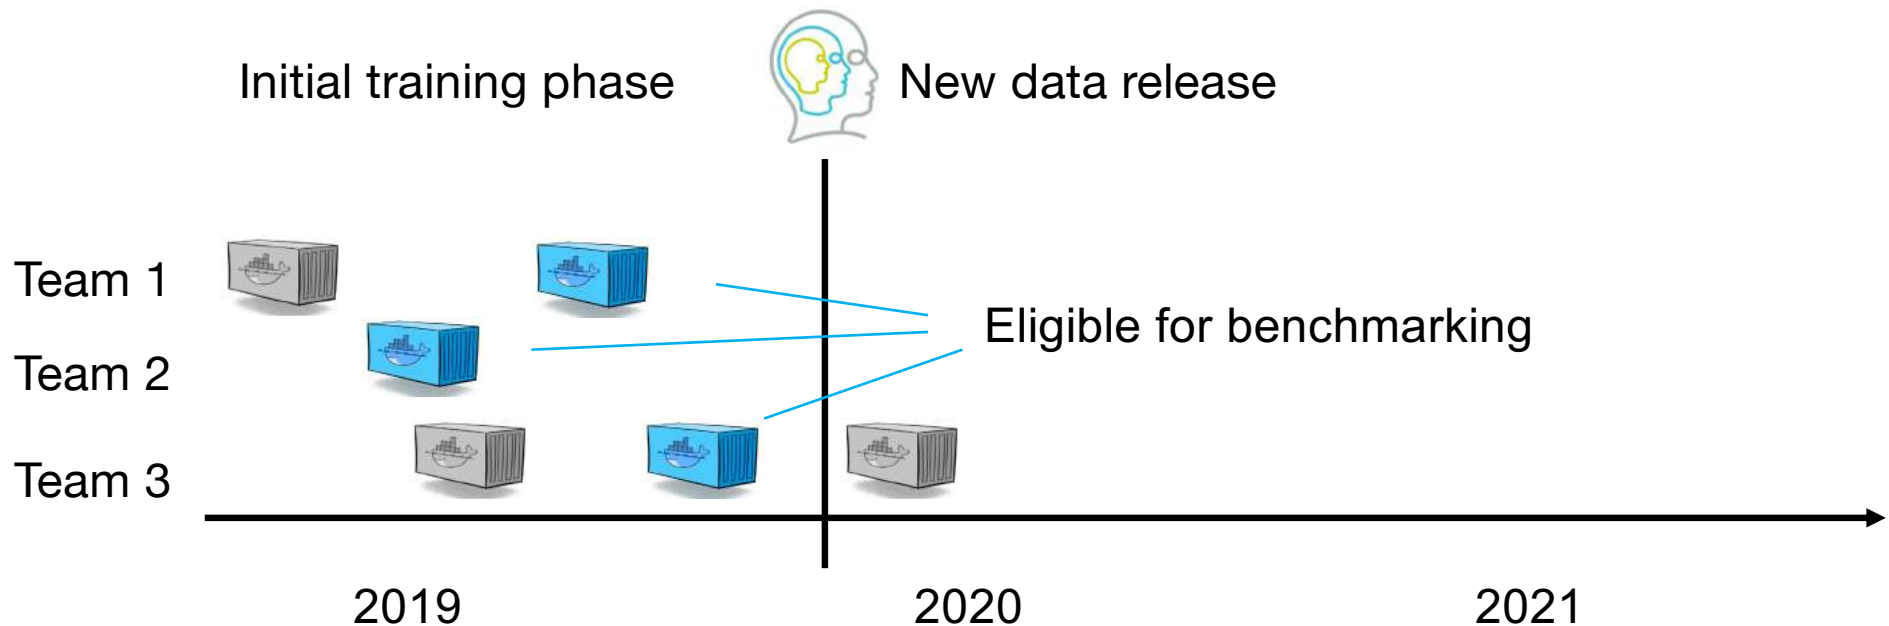 Initial training phase
New data release
Team 1
Eligible for benchmarking
Team 2
Team 3
2019
2020
2021